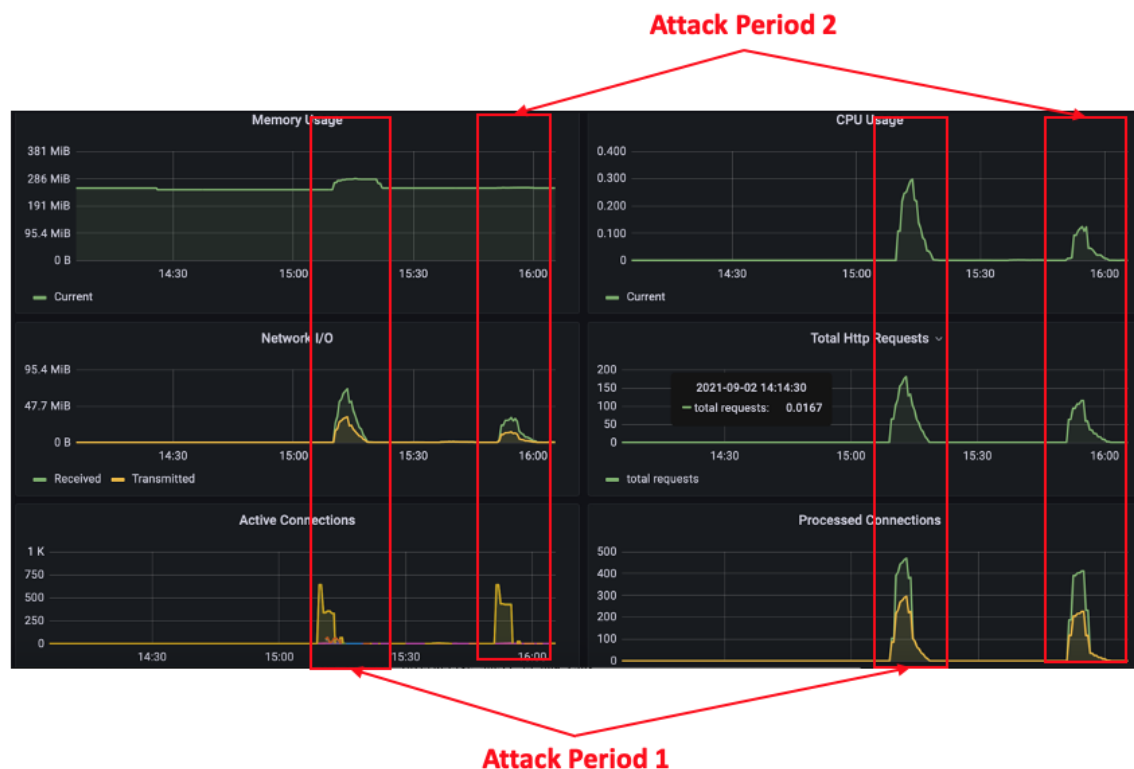 Attack Period 2
Memory Usage
381 MiB
286 MiB
191 MiB
95.4 MiB
0 B
14:30 15:00 15:30 16:00
Current
CPU Usage
0.400
0.300
0.200
0.100
0
14:30 15:00 15:30 16:00
Current
Network I/O
95.4 MiB
47.7 MiB
0 B
14:30 15:00 15:30 16:00
Received Transmitted
Total Http Requests
200
150
100
50
0
2021-09-02 14:14:30
total requests: 0.0167
14:30 15:00 15:30 16:00
total requests
Active Connections
1 K
750
500
250
0
14:30 15:00 15:30 16:00
Processed Connections
500
400
300
200
100
0
14:30 15:00 15:30 16:00
Attack Period 1